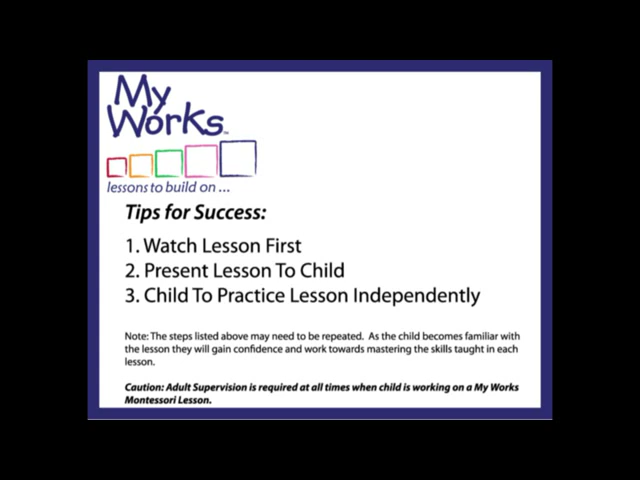 My
Works™
lessons to build on ...
Tips for Success:
1. Watch Lesson First
2. Present Lesson To Child
3. Child To Practice Lesson Independently
Note: The steps listed above may need to be repeated. As the child becomes familiar with
the lesson they will gain confidence and work towards mastering the skills taught in each
lesson.
Caution: Adult Supervision is required at all times when child is working on a My Works
Montessori Lesson.